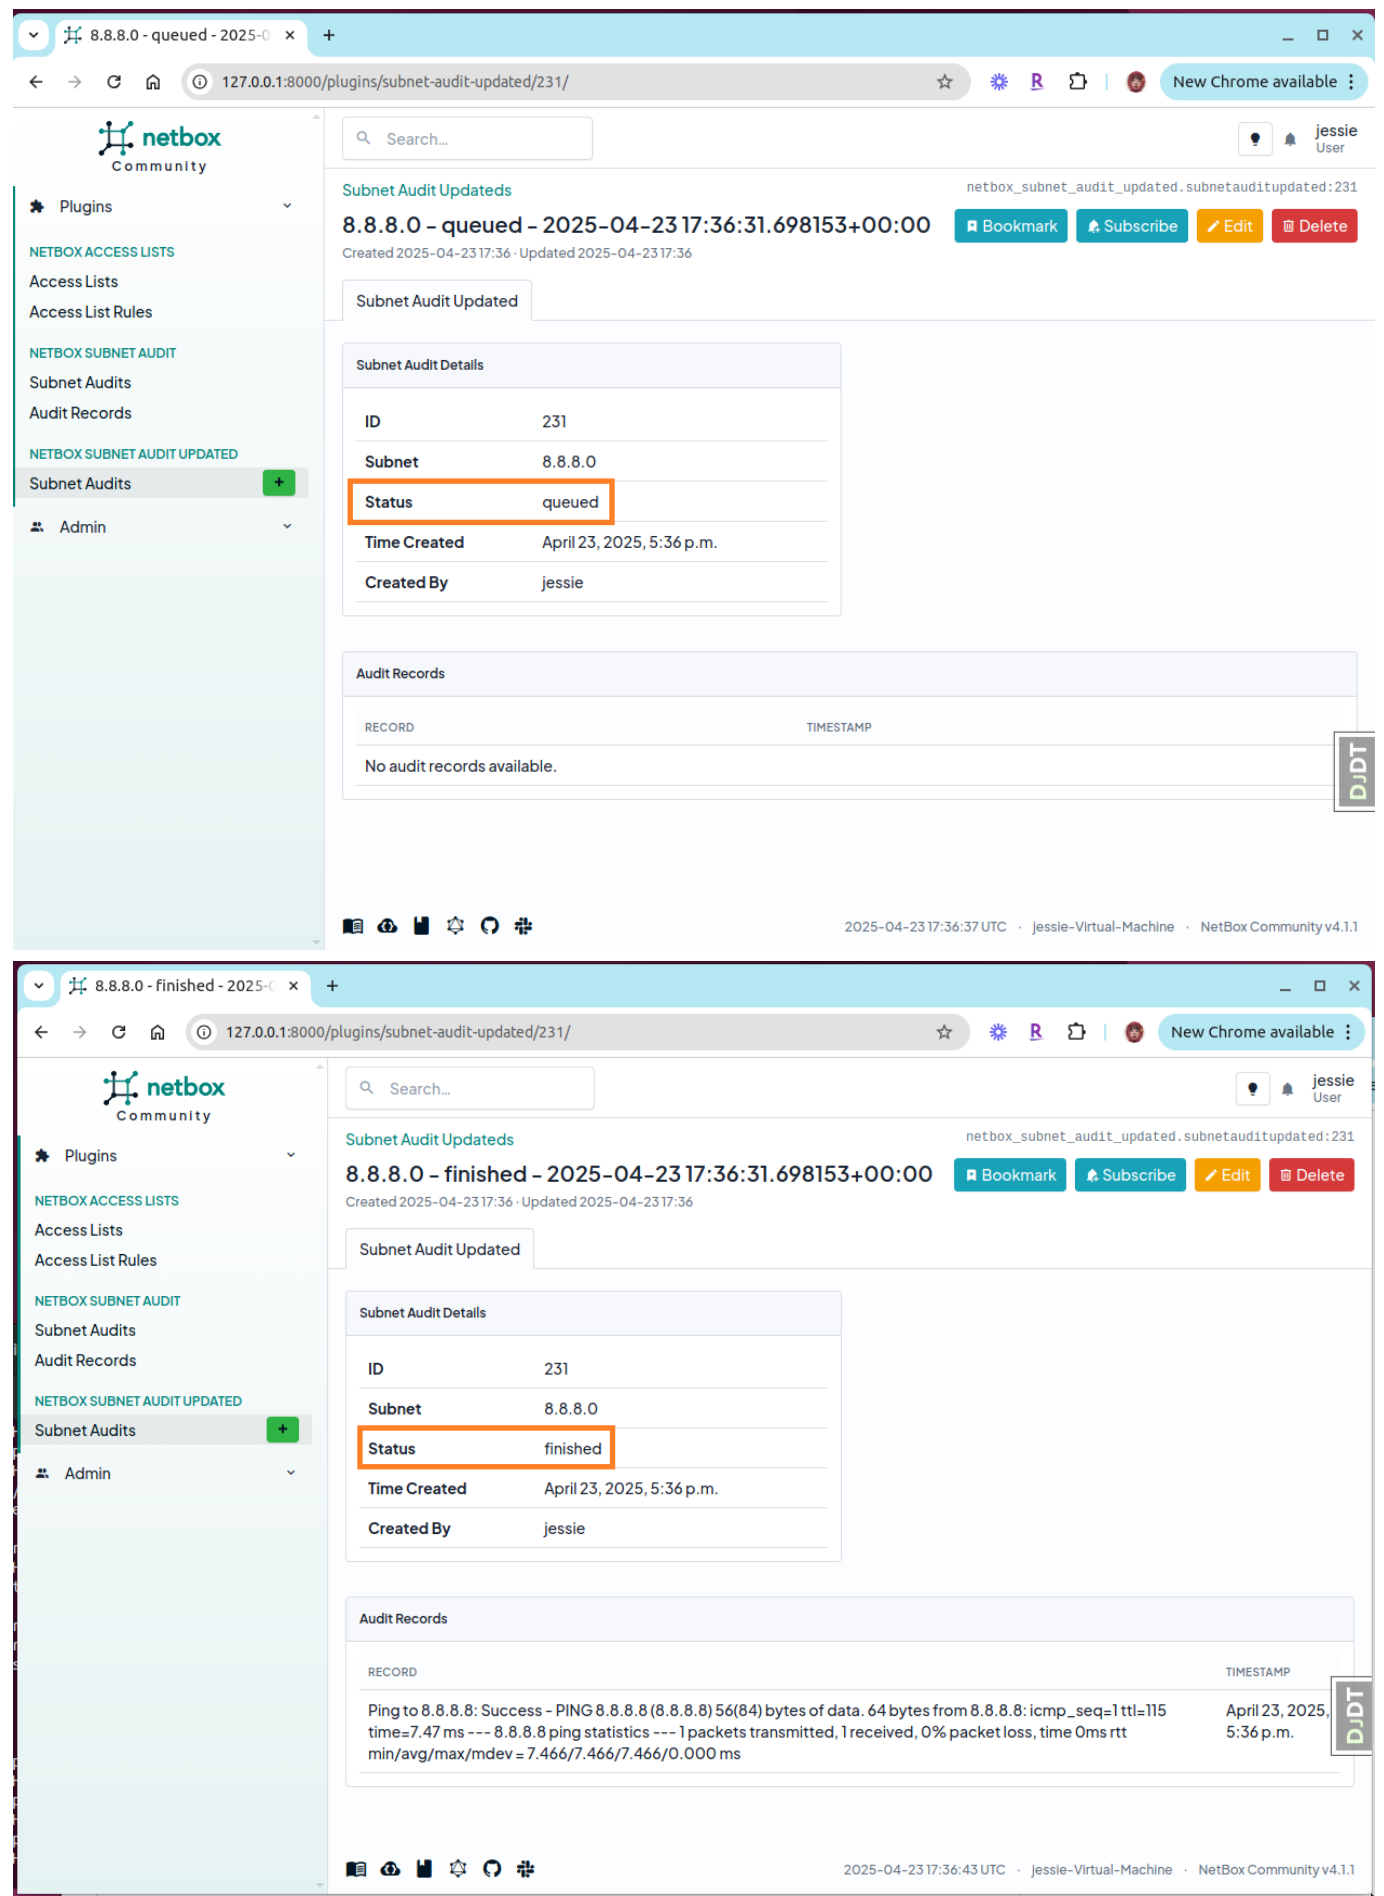 8.8.8.0 - queued - 2025-0
127.0.0.1:8000/plugins/subnet-audit-updated/231/
New Chrome available
netbox
Community
Search...
jessie
User
Plugins
NETBOX ACCESS LISTS
Access Lists
Access List Rules
NETBOX SUBNET AUDIT
Subnet Audits
Audit Records
NETBOX SUBNET AUDIT UPDATED
Subnet Audits
+
Admin
Subnet Audit Updateds
netbox_subnet_audit_updated.subnetauditupdated:231
8.8.8.0 - queued - 2025-04-23 17:36:31.698153+00:00
Bookmark
Subscribe
Edit
Delete
Created 2025-04-23 17:36 · Updated 2025-04-23 17:36
Subnet Audit Updated
Subnet Audit Details
ID 231
Subnet 8.8.8.0
Status queued
Time Created April 23, 2025, 5:36 p.m.
Created By jessie
Audit Records
RECORD TIMESTAMP
No audit records available.
DJDT
2025-04-23 17:36:37 UTC · jessie-Virtual-Machine · NetBox Community v4.1.1
8.8.8.0 - finished - 2025-0
127.0.0.1:8000/plugins/subnet-audit-updated/231/
New Chrome available
netbox
Community
Search...
jessie
User
Plugins
NETBOX ACCESS LISTS
Access Lists
Access List Rules
NETBOX SUBNET AUDIT
Subnet Audits
Audit Records
NETBOX SUBNET AUDIT UPDATED
Subnet Audits
+
Admin
Subnet Audit Updateds
netbox_subnet_audit_updated.subnetauditupdated:231
8.8.8.0 - finished - 2025-04-23 17:36:31.698153+00:00
Bookmark
Subscribe
Edit
Delete
Created 2025-04-23 17:36 · Updated 2025-04-23 17:36
Subnet Audit Updated
Subnet Audit Details
ID 231
Subnet 8.8.8.0
Status finished
Time Created April 23, 2025, 5:36 p.m.
Created By jessie
Audit Records
RECORD TIMESTAMP
Ping to 8.8.8.8: Success - PING 8.8.8.8 (8.8.8.8) 56(84) bytes of data. 64 bytes from 8.8.8.8: icmp_seq=1 ttl=115 April 23, 2025,
time=7.47 ms --- 8.8.8.8 ping statistics --- 1 packets transmitted, 1 received, 0% packet loss, time 0ms rtt 5:36 p.m.
min/avg/max/mdev = 7.466/7.466/7.466/0.000 ms
DJDT
2025-04-23 17:36:43 UTC · jessie-Virtual-Machine · NetBox Community v4.1.1